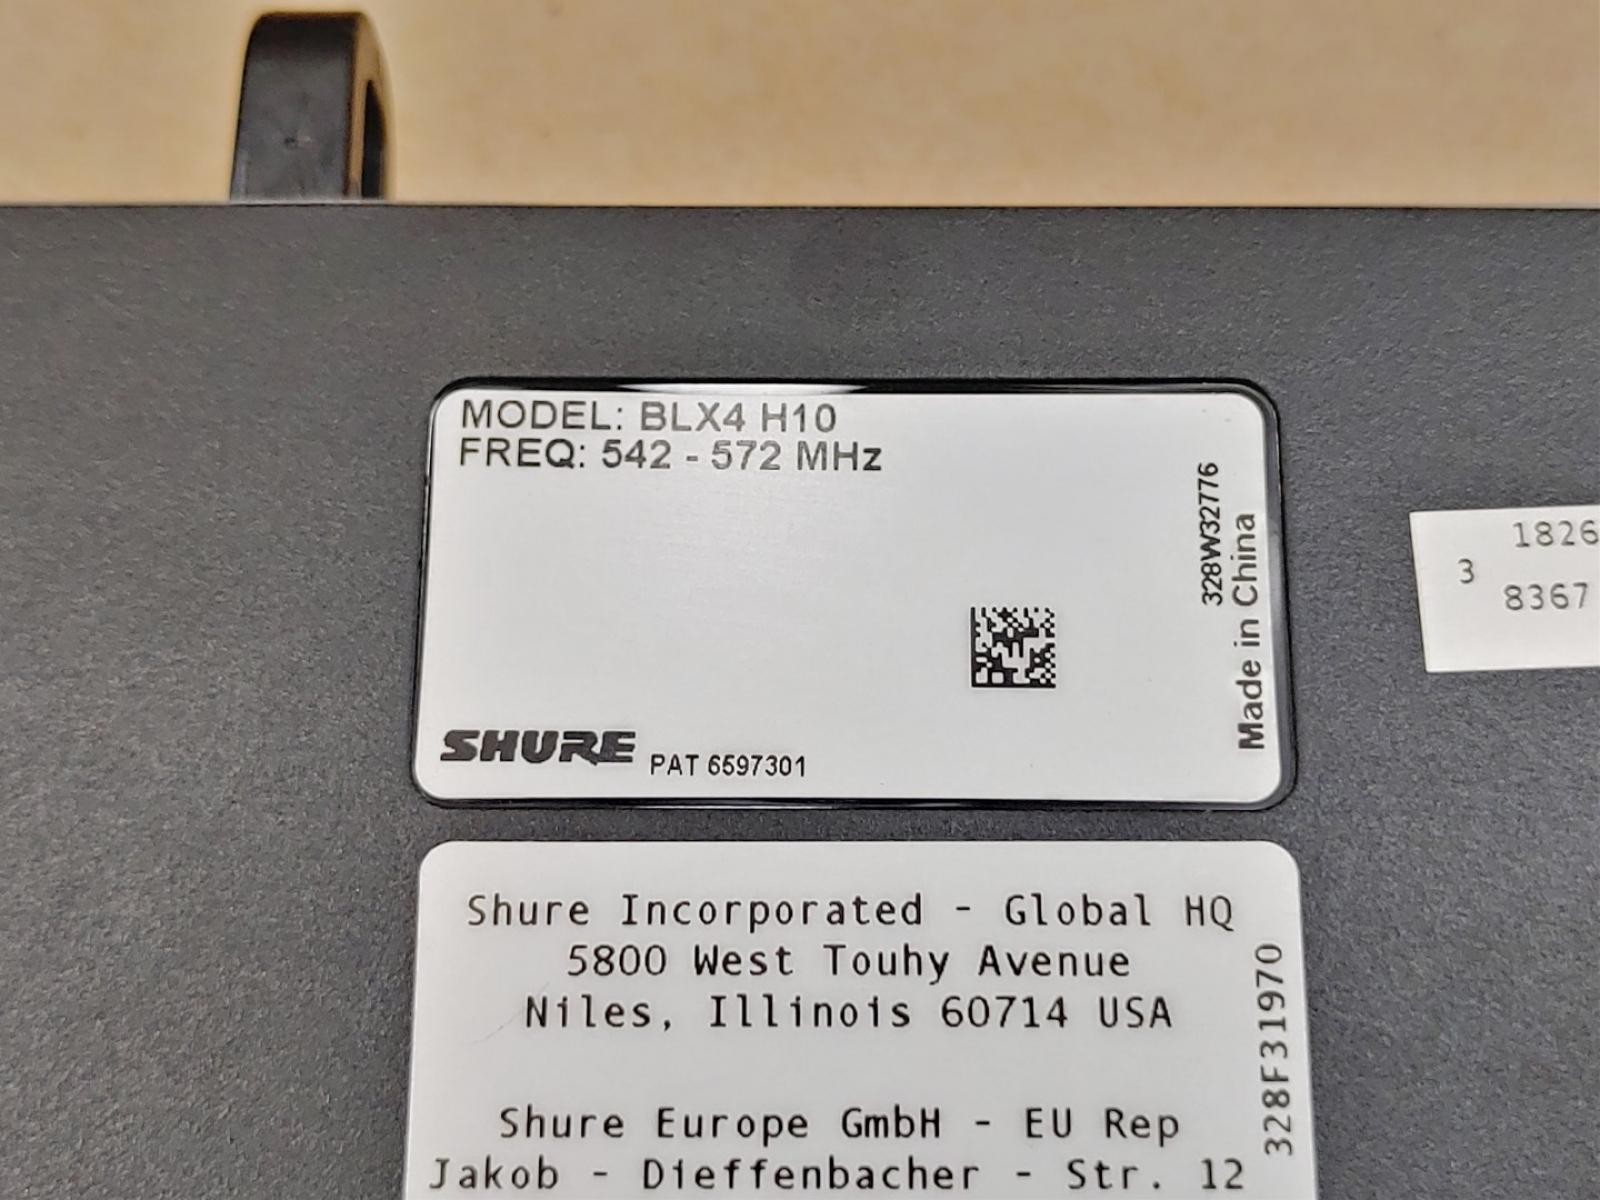 MODEL: BLX4 H10
FREQ: 542 - 572 MHz
328W32776
Made in China
SHURE PAT 6597301
1826
3
8367
Shure Incorporated - Global HQ
5800 West Touhy Avenue
Niles, Illinois 60714 USA
Shure Europe GmbH - EU Rep
Jakob - Dieffenbacher - Str. 12
328F31970